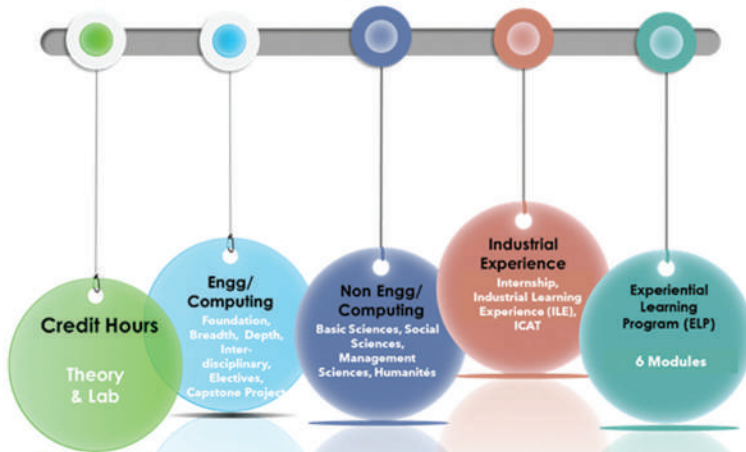 Credit Hours
Theory
& Lab
Engg/
Computing
Foundation,
Breadth, Depth,
Inter-
disciplinary,
Electives,
Capstone Project
Non Engg/
Computing
Basic Sciences, Social
Sciences,
Management
Sciences, Humanités
Industrial
Experience
Internship,
Industrial Learning
Experience (ILE),
ICAT
Experiential
Learning
Program (ELP)
6 Modules